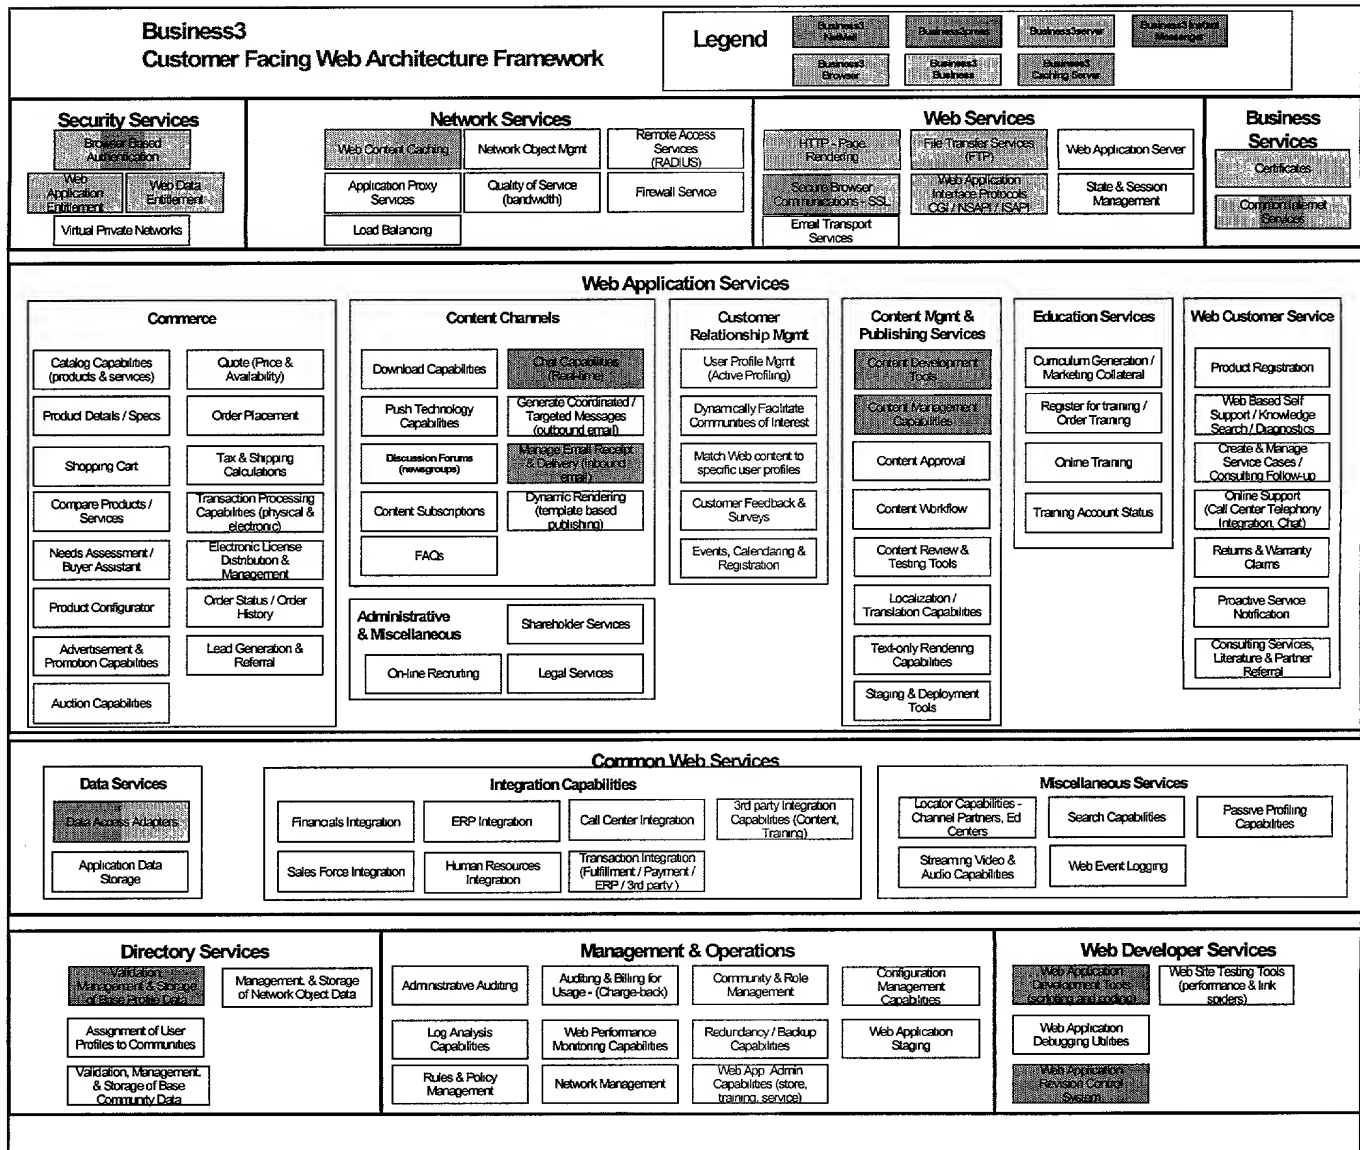 Business3
Customer Facing Web Architecture Framework
Legend
Business3
NetMail
Business3press
Business3server
Business3 Instant
Messenger
Business3
Browser
Business3
Business
Business3
Caching Server
Security Services
Browser Based
Authentication
Web
Application
Entitlement
Web Data
Entitlement
Virtual Private Networks
Network Services
Web Content Caching
Network Object Mgmt
Remote Access
Services
(RADIUS)
Application Proxy
Services
Quality of Service
(bandwidth)
Firewall Service
Load Balancing
Web Services
HTTP - Page
Rendering
File Transfer Services
(FTP)
Web Application Server
Secure Browser
Communications - SSL
Web Application
Interface Protocols
CGI / NSAPI / ISAPI
State & Session
Management
Email Transport
Services
Business
Services
Certificates
Common Internet
Services
Web Application Services
Commerce
Catalog Capabilities
(products & services)
Quote (Price &
Availability)
Product Details / Specs
Order Placement
Shopping Cart
Tax & Shipping
Calculations
Compare Products /
Services
Transaction Processing
Capabilities (physical &
electronic)
Needs Assessment /
Buyer Assistant
Electronic License
Distribution &
Management
Product Configurator
Order Status / Order
History
Advertisement &
Promotion Capabilities
Lead Generation &
Referral
Auction Capabilities
Content Channels
Download Capabilities
Chat Capabilities
(Real-time)
Push Technology
Capabilities
Generate Coordinated /
Targeted Messages
(outbound email)
Discussion Forums
(newsgroups)
Manage Email Receipt
& Delivery (inbound
email)
Content Subscriptions
Dynamic Rendering
(template based
publishing)
FAQs
Administrative
& Miscellaneous
Shareholder Services
On-line Recruiting
Legal Services
Customer
Relationship Mgmt
User Profile Mgmt
(Active Profiling)
Dynamically Facilitate
Communities of Interest
Match Web content to
specific user profiles
Customer Feedback &
Surveys
Events, Calendaring &
Registration
Content Mgmt &
Publishing Services
Content Development
Tools
Content Management
Capabilities
Content Approval
Content Workflow
Content Review &
Testing Tools
Localization /
Translation Capabilities
Text-only Rendering
Capabilities
Staging & Deployment
Tools
Education Services
Curriculum Generation /
Marketing Collateral
Register for training /
Order Training
Online Training
Training Account Status
Web Customer Service
Product Registration
Web Based Self
Support / Knowledge
Search / Diagnostics
Create & Manage
Service Cases /
Consulting Follow-up
Online Support
(Call Center Telephony
Integration, Chat)
Returns & Warranty
Claims
Proactive Service
Notification
Consulting Services,
Literature & Partner
Referral
Common Web Services
Data Services
Data Access Adapters
Application Data
Storage
Integration Capabilities
Financials Integration
ERP Integration
Call Center Integration
3rd party Integration
Capabilities (Content,
Training)
Sales Force Integration
Human Resources
Integration
Transaction Integration
(Fulfillment / Payment /
ERP / 3rd party )
Miscellaneous Services
Locator Capabilities -
Channel Partners, Ed
Centers
Search Capabilities
Passive Profiling
Capabilities
Streaming Video &
Audio Capabilities
Web Event Logging
Directory Services
Validation,
Management & Storage
of Base Profile Data
Management. & Storage
of Network Object Data
Assignment of User
Profiles to Communities
Validation, Management.
& Storage of Base
Community Data
Management & Operations
Administrative Auditing
Auditing & Billing for
Usage - (Charge-back)
Community & Role
Management
Configuration
Management
Capabilities
Log Analysis
Capabilities
Web Performance
Monitoring Capabilities
Redundancy / Backup
Capabilities
Web Application
Staging
Rules & Policy
Management
Network Management
Web App. Admin
Capabilities (store,
training, service)
Web Developer Services
Web Application
Development Tools
(scripting and coding)
Web Site Testing Tools
(performance & link
spiders)
Web Application
Debugging Utilities
Web Application
Revision Control
System